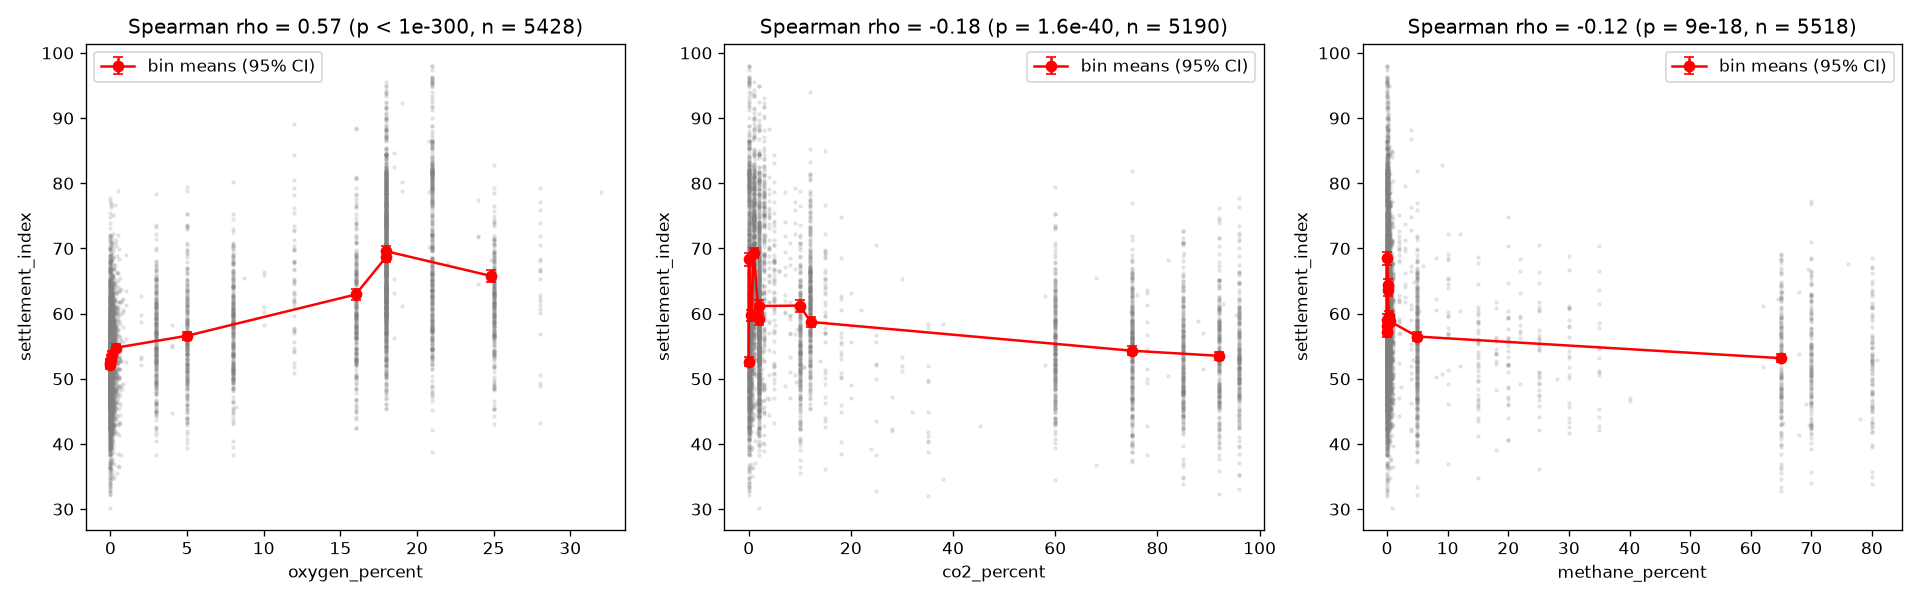 Spearman rho = 0.57 (p < 1e-300, n = 5428)
100
90
80
70
60
50
40
30
settlement_index
bin means (95% CI)
0 5 10 15 20 25 30
oxygen_percent
Spearman rho = -0.18 (p = 1.6e-40, n = 5190)
100
90
80
70
60
50
40
30
settlement_index
bin means (95% CI)
0 20 40 60 80 100
co2_percent
Spearman rho = -0.12 (p = 9e-18, n = 5518)
100
90
80
70
60
50
40
30
settlement_index
bin means (95% CI)
0 10 20 30 40 50 60 70 80
methane_percent